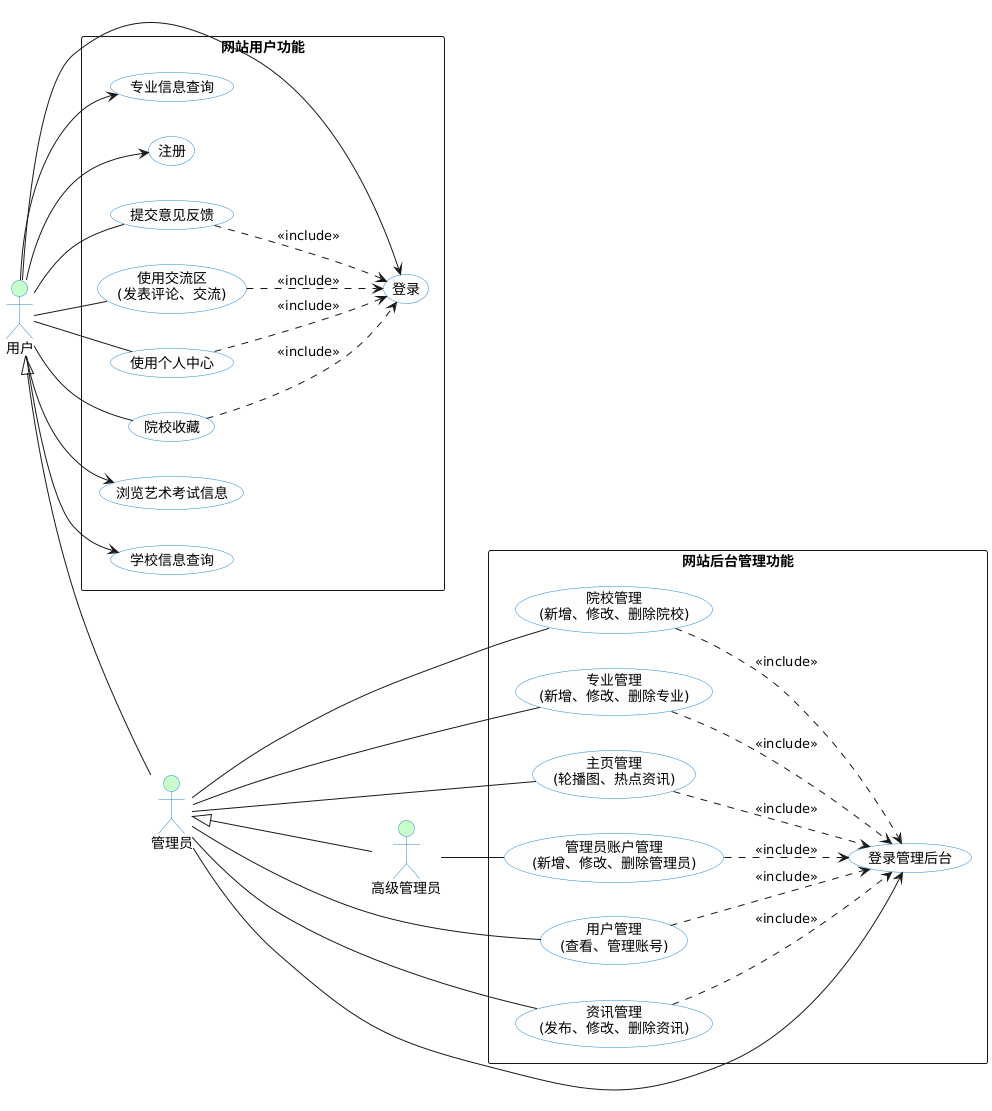 网站用户功能
专业信息查询
注册
提交意见反馈
«include»
使用交流区
(发表评论、交流)
«include»
登录
«include»
用户
使用个人中心
«include»
院校收藏
浏览艺术考试信息
学校信息查询
网站后台管理功能
院校管理
(新增、修改、删除院校)
«include»
专业管理
(新增、修改、删除专业)
«include»
主页管理
(轮播图、热点资讯)
«include»
管理员
管理员账户管理
(新增、修改、删除管理员)
«include»
登录管理后台
«include»
高级管理员
用户管理
(查看、管理账号)
«include»
资讯管理
(发布、修改、删除资讯)